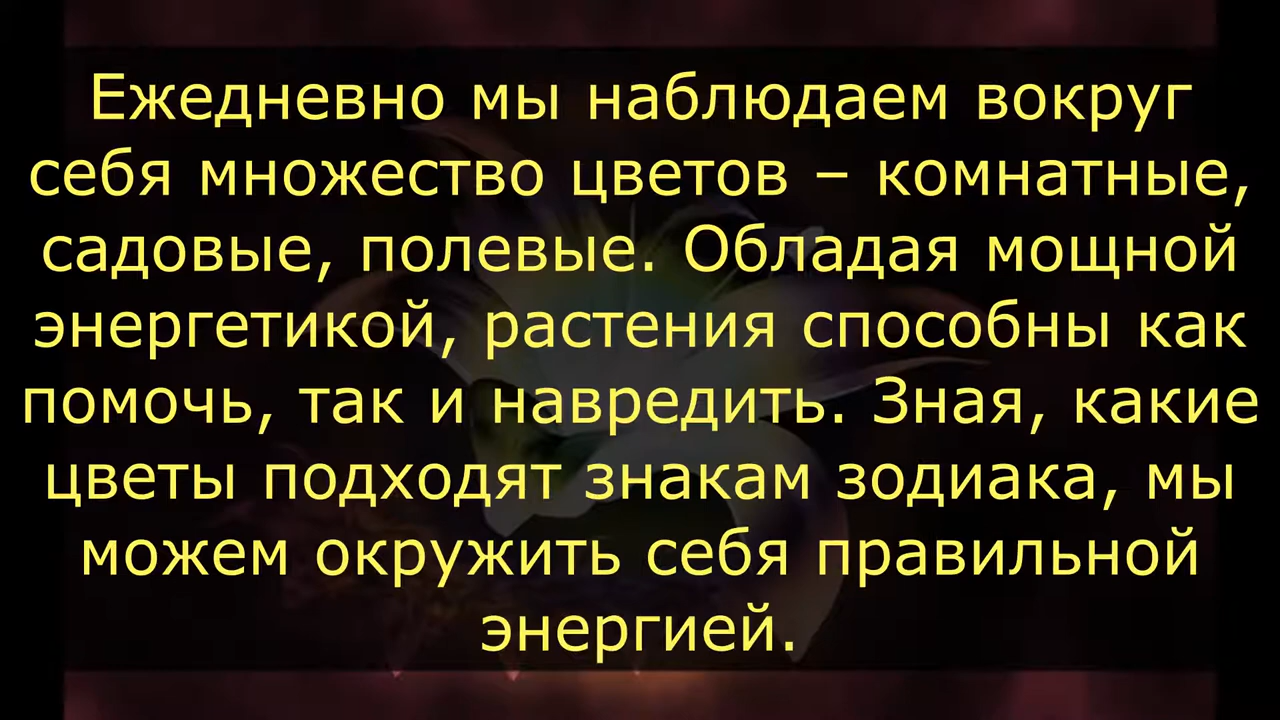 Ежедневно мы наблюдаем вокруг
себя множество цветов – комнатные,
садовые, полевые. Обладая мощной
энергетикой, растения способны как
помочь, так и навредить. Зная, какие
цветы подходят знакам зодиака, мы
можем окружить себя правильной
энергией.